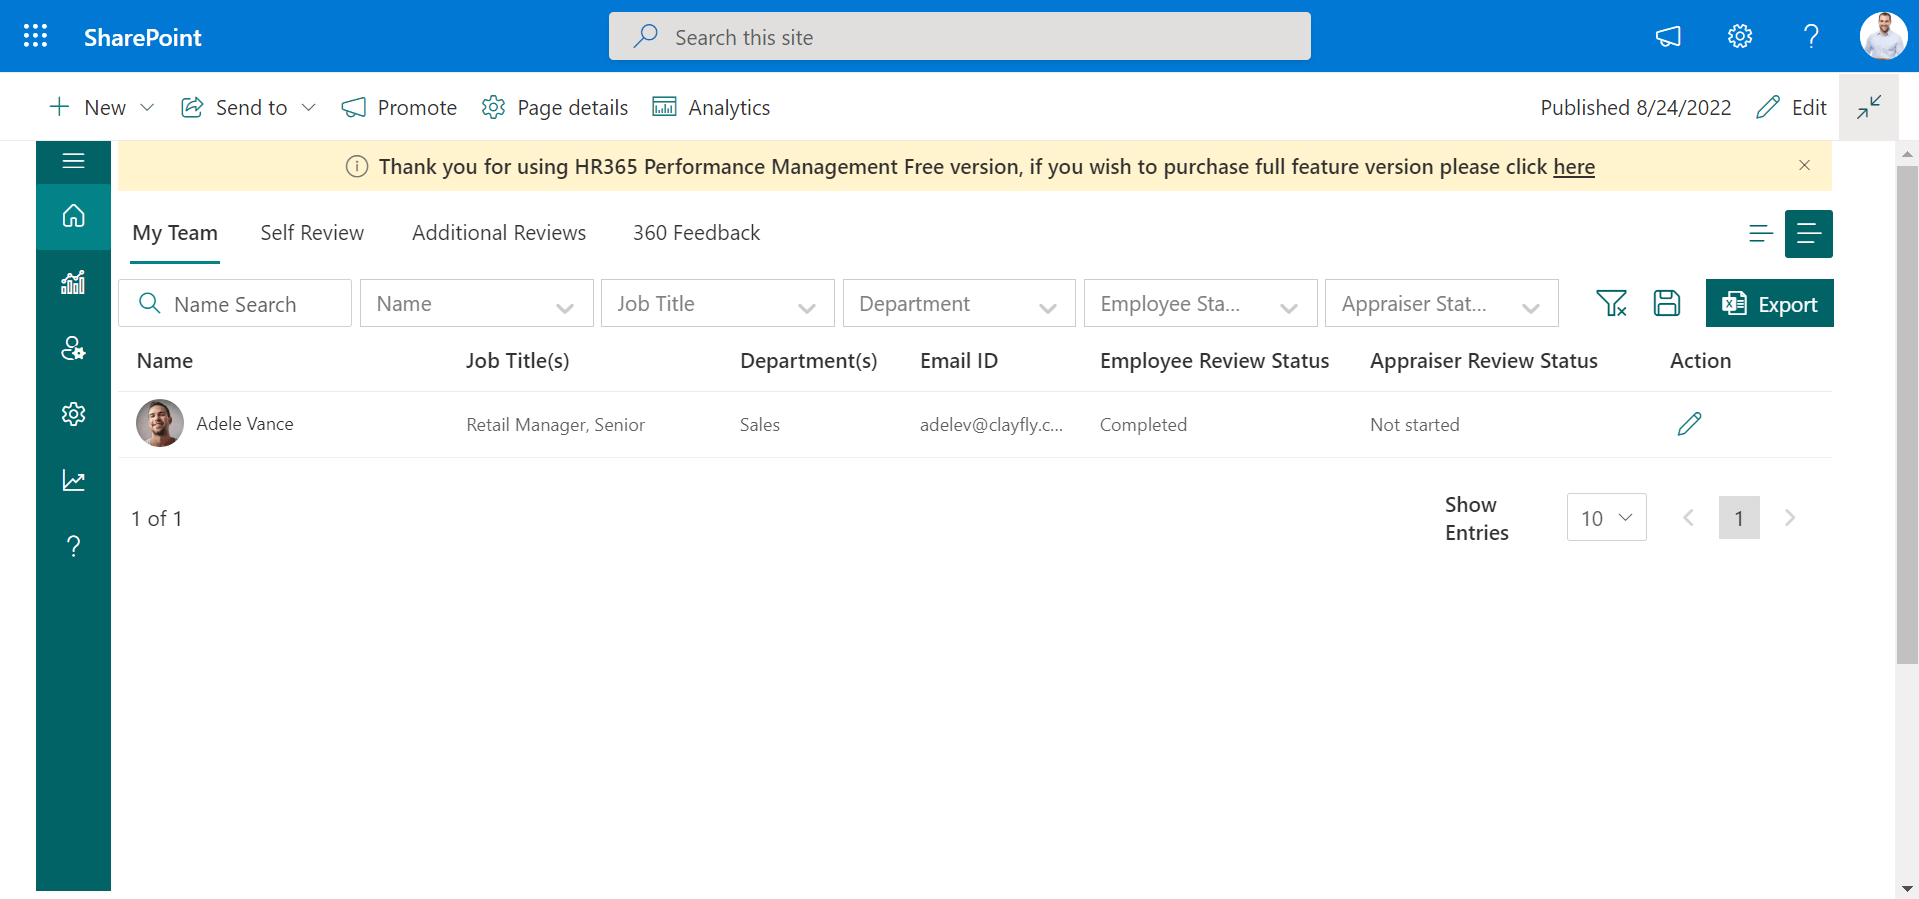 SharePoint
Search this site
New
Send to
Promote
Page details
Analytics
Published 8/24/2022
Edit
Thank you for using HR365 Performance Management Free version, if you wish to purchase full feature version please click here
My Team
Self Review
Additional Reviews
360 Feedback
Name Search
Name
Job Title
Department
Employee Sta...
Appraiser Stat...
Export
Name
Job Title(s)
Department(s)
Email ID
Employee Review Status
Appraiser Review Status
Action
Adele Vance
Retail Manager, Senior
Sales
adelev@clayfly.c...
Completed
Not started
1 of 1
Show
Entries
10
1